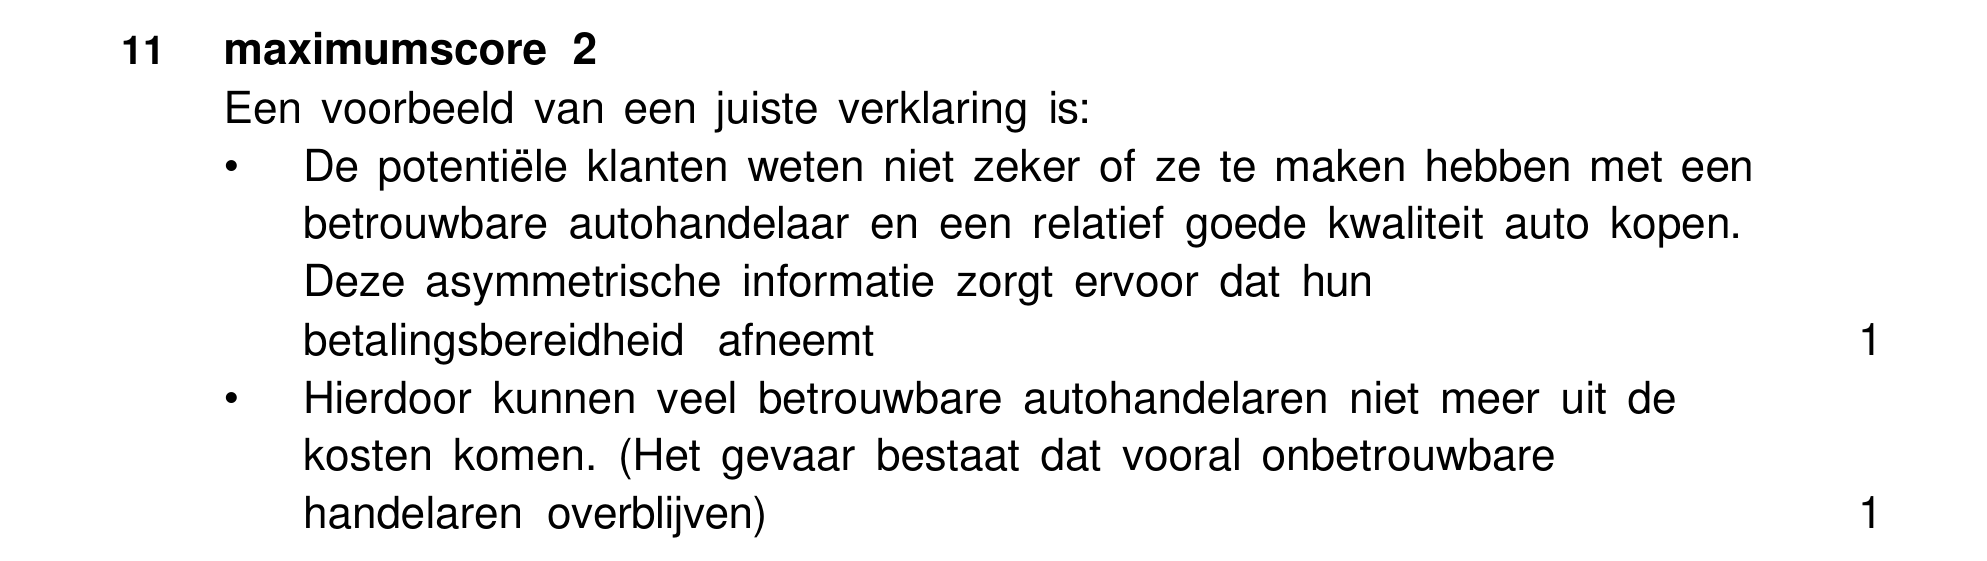 11 maximumscore 2
Een voorbeeld van een juiste verklaring is:
• De potentiële klanten weten niet zeker of ze te maken hebben met een
betrouwbare autohandelaar en een relatief goede kwaliteit auto kopen.
Deze asymmetrische informatie zorgt ervoor dat hun
betalingsbereidheid afneemt 1
• Hierdoor kunnen veel betrouwbare autohandelaren niet meer uit de
kosten komen. (Het gevaar bestaat dat vooral onbetrouwbare
handelaren overblijven) 1